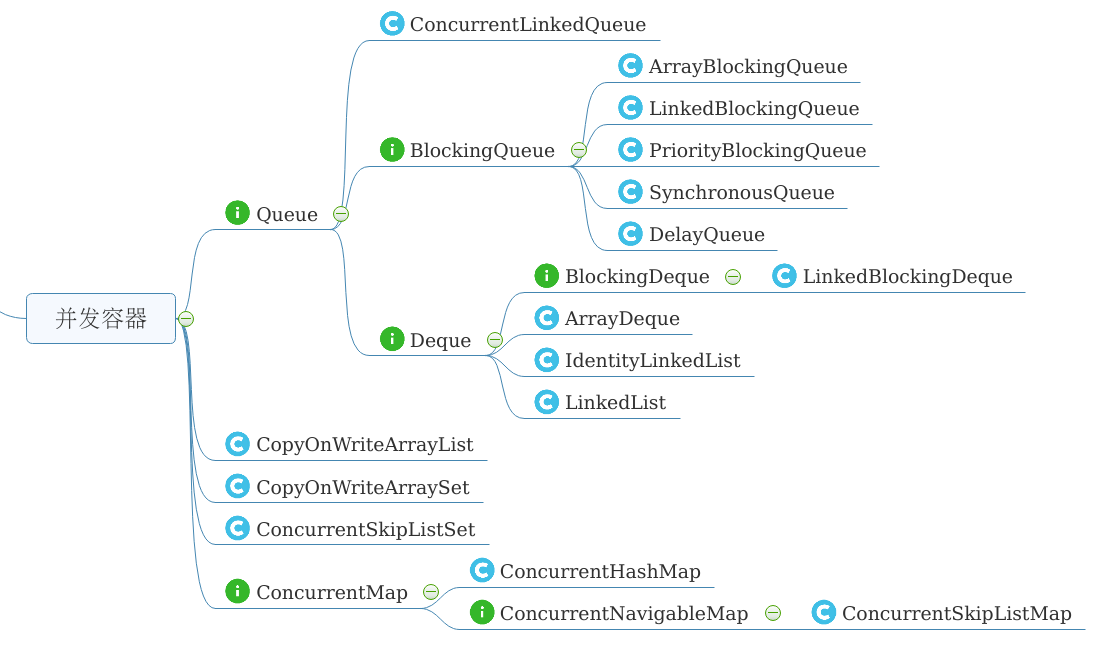 ConcurrentLinkedQueue
ArrayBlockingQueue
LinkedBlockingQueue
BlockingQueue
PriorityBlockingQueue
SynchronousQueue
Queue
DelayQueue
BlockingDeque
LinkedBlockingDeque
并发容器
ArrayDeque
Deque
IdentityLinkedList
LinkedList
CopyOnWriteArrayList
CopyOnWriteArraySet
ConcurrentSkipListSet
ConcurrentHashMap
ConcurrentMap
ConcurrentNavigableMap
ConcurrentSkipListMap